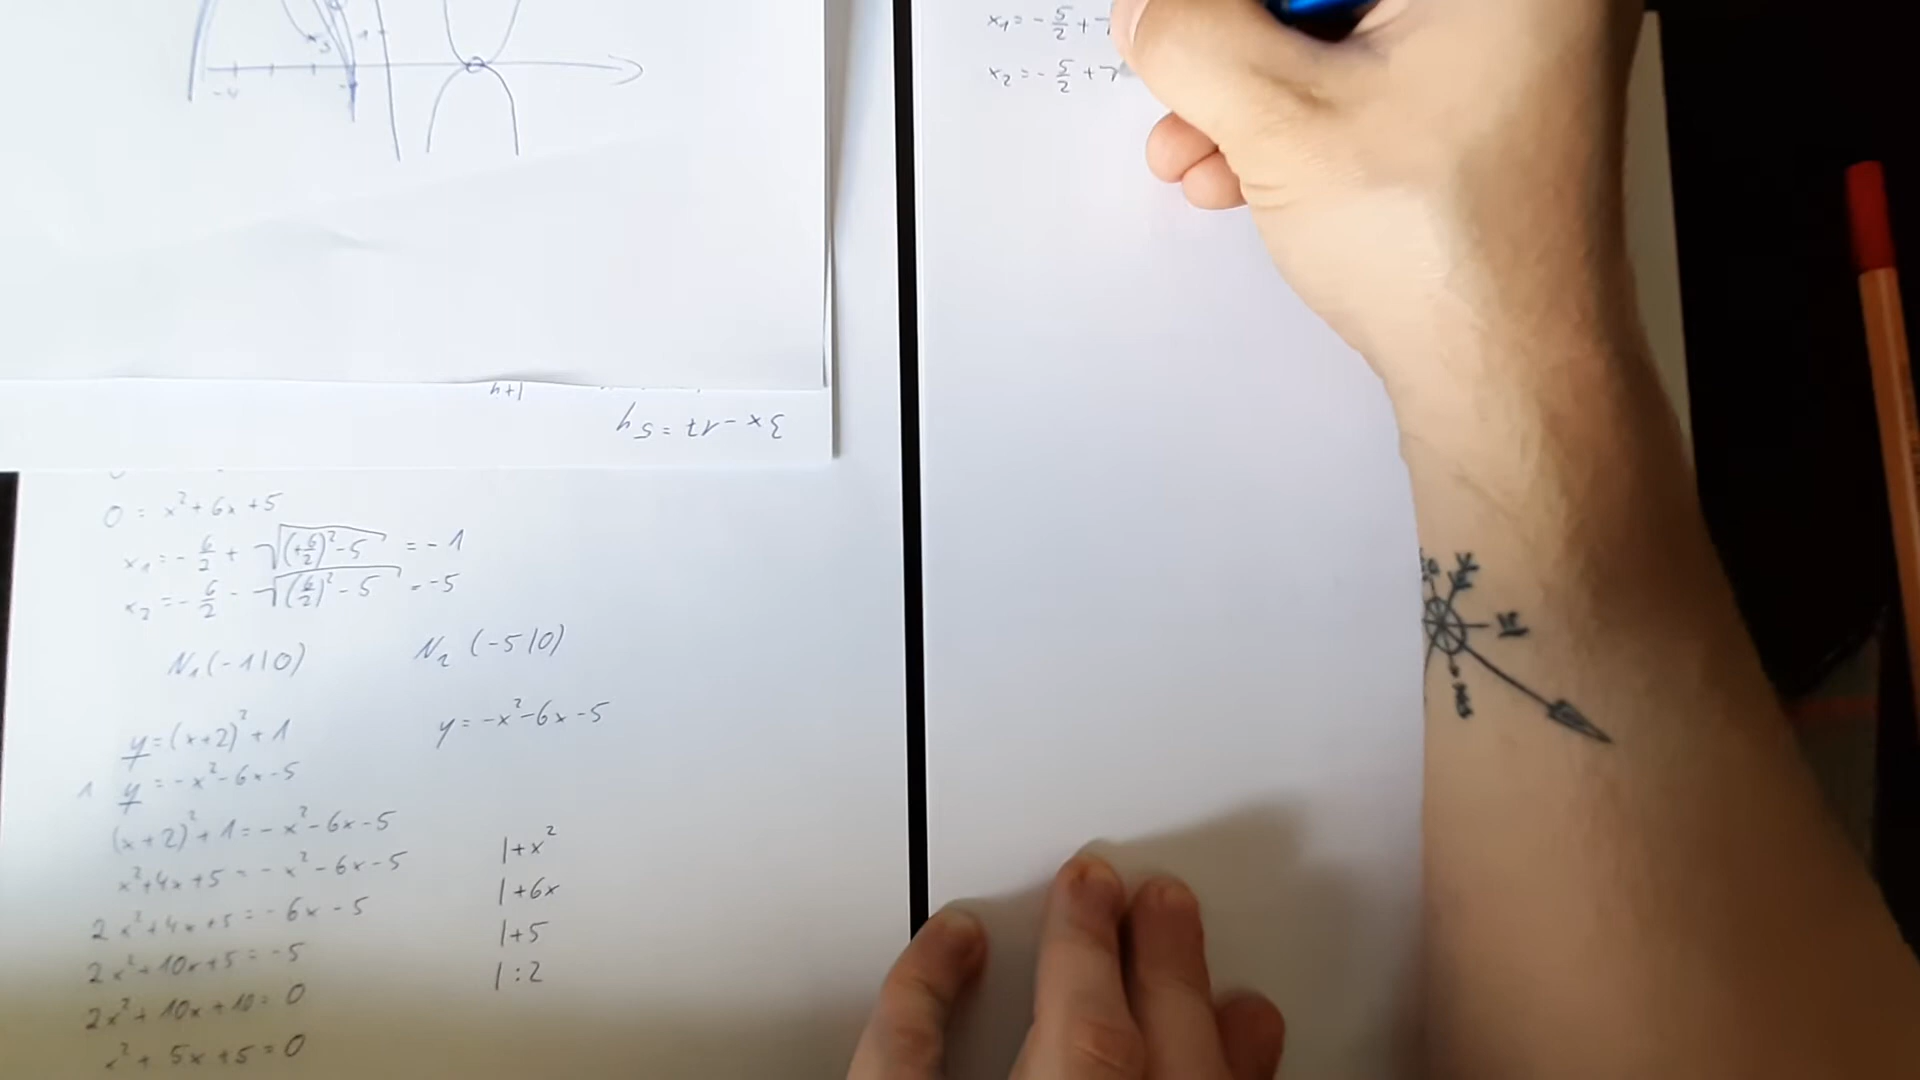 -4
1
x₁ = - 5/2 +
x₂ = - 5/2 +
1+4
3x - 17 = 5y
0 = x² + 6x + 5
x₁ = - 6/2 + √((+6/2)² - 5) = -1
x₂ = - 6/2 - √((6/2)² - 5) = -5
N₁(-1|0) N₂ (-5|0)
y = (x+2)² + 1 y = -x² - 6x - 5
y = -x² - 6x - 5
(x+2)² + 1 = -x² - 6x - 5 |+x²
x² + 4x + 5 = -x² - 6x - 5 |+6x
2x² + 4x + 5 = -6x - 5 |+5
2x² + 10x + 5 = -5 |:2
2x² + 10x + 10 = 0
x² + 5x + 5 = 0